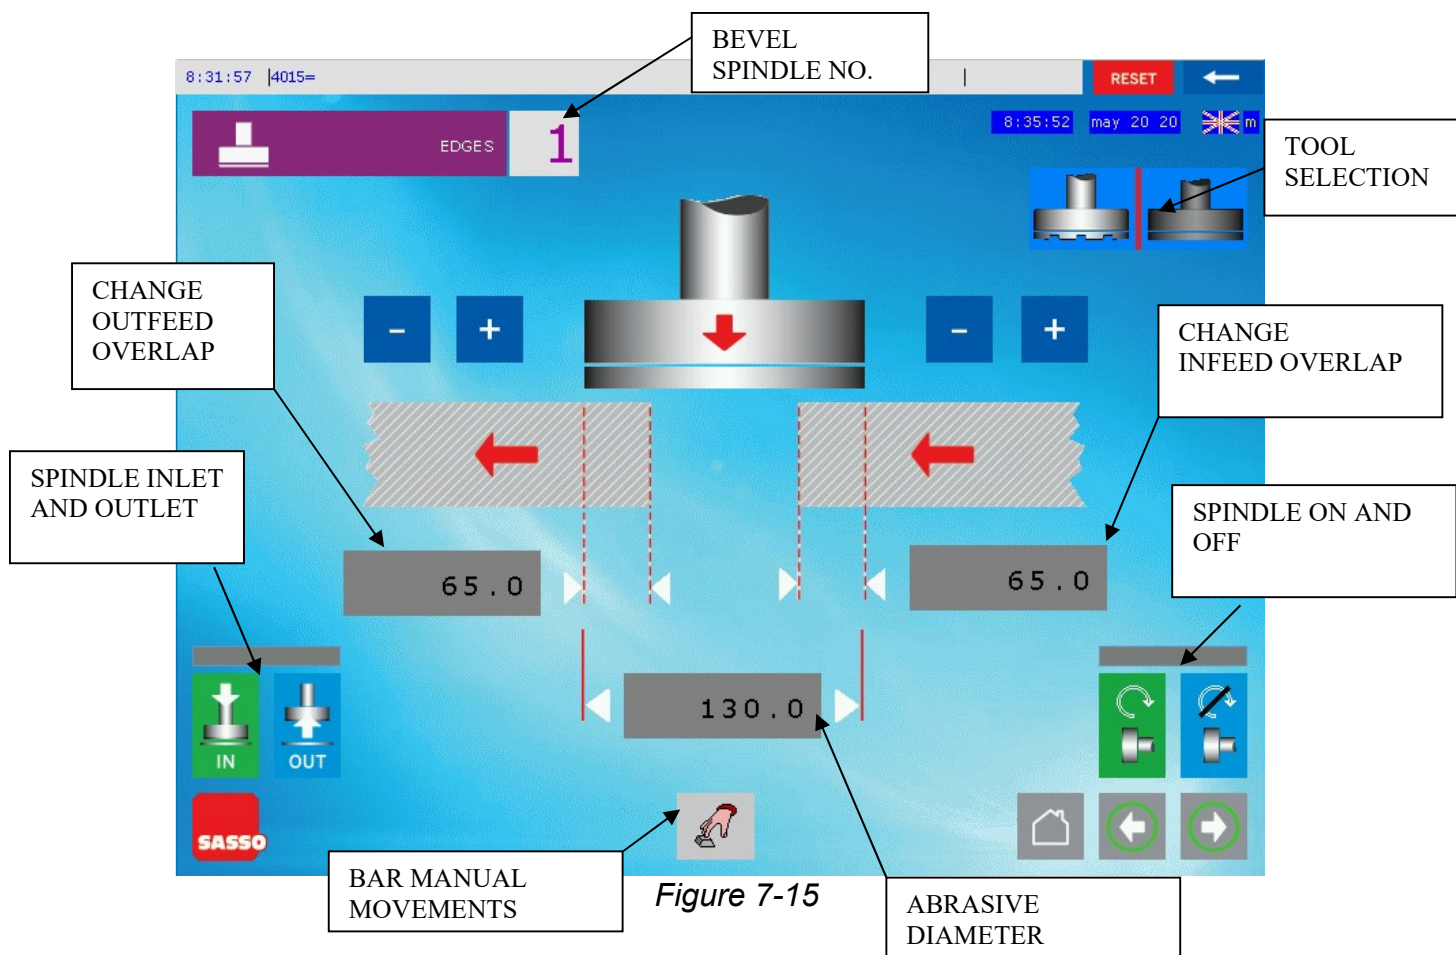 BEVEL
SPINDLE NO.
8:31:57 |4015=
RESET
8:35:52 may 20 20 m
EDGES 1
TOOL
SELECTION
CHANGE
OUTFEED
OVERLAP
- +
- +
CHANGE
INFEED OVERLAP
SPINDLE INLET
AND OUTLET
SPINDLE ON AND
OFF
65.0
65.0
130.0
IN OUT
SASSO
BAR MANUAL
MOVEMENTS
Figure 7-15
ABRASIVE
DIAMETER